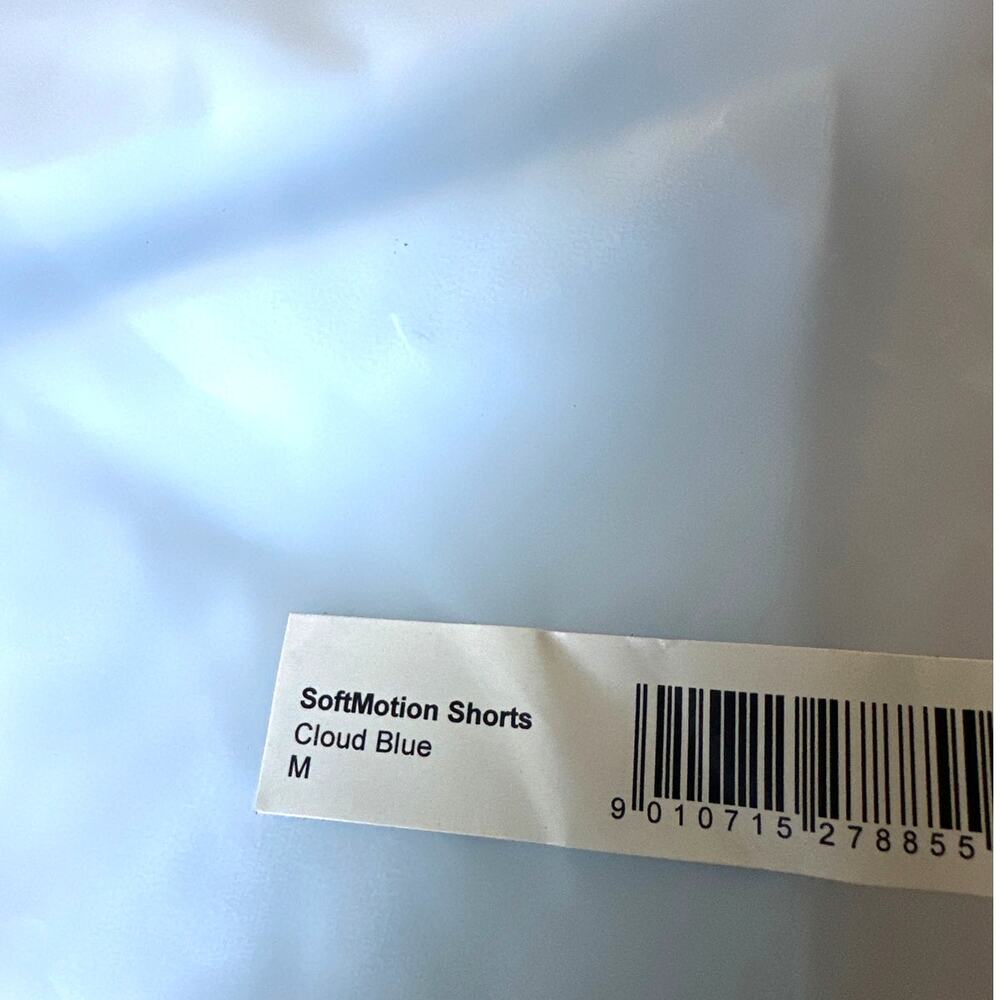 SoftMotion Shorts
Cloud Blue
M
9 010715 278855